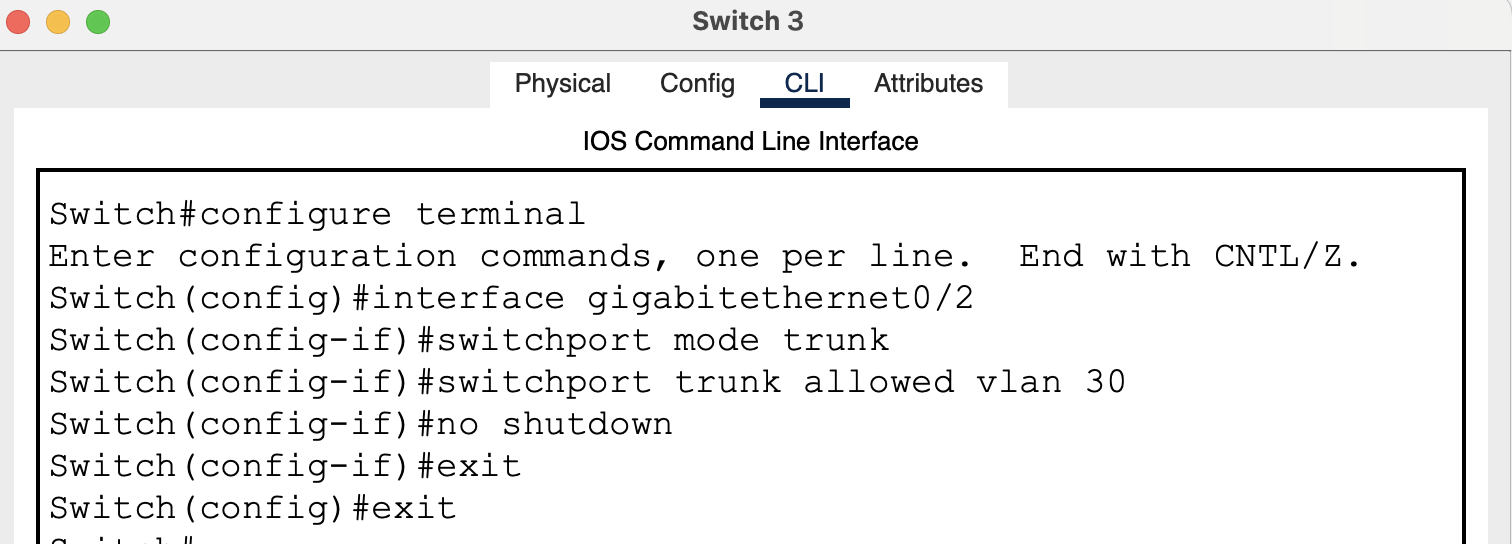 Switch 3
Physical Config CLI Attributes
IOS Command Line Interface
Switch#configure terminal
Enter configuration commands, one per line.  End with CNTL/Z.
Switch(config)#interface gigabitethernet0/2
Switch(config-if)#switchport mode trunk
Switch(config-if)#switchport trunk allowed vlan 30
Switch(config-if)#no shutdown
Switch(config-if)#exit
Switch(config)#exit
Switch#